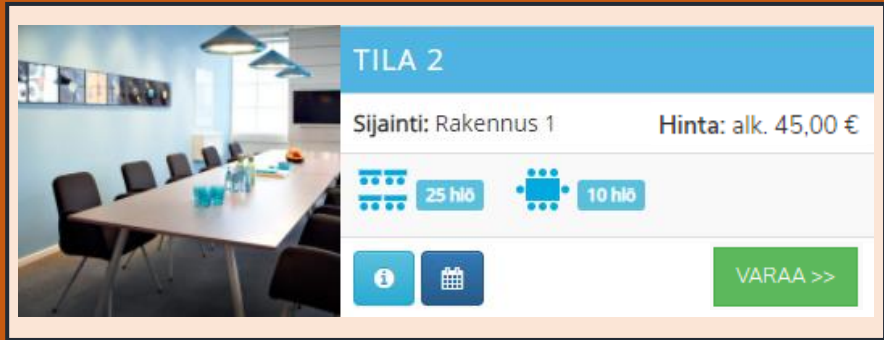 TILA 2
Sijainti: Rakennus 1 Hinta: alk. 45,00 €
25 hlö 10 hlö
VARAA >>